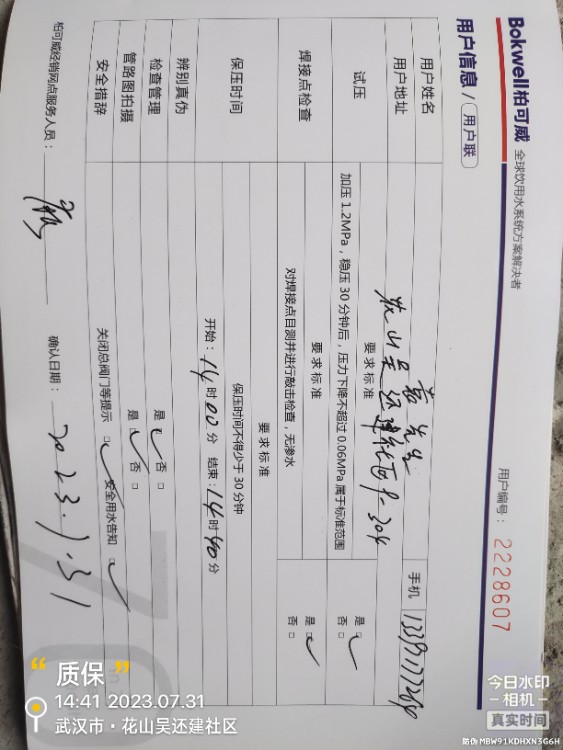 Bokwell柏可威 全球饮用水系统方案解决者
用户信息 / 用户联
用户编号: 2228607
用户姓名
先生
手机
用户地址
花山吴还建
试压
要求标准
加压 1.2MPa，稳压 30 分钟后，压力下降不超过 0.06MPa 属于标准范围
是 □✓
否 □
焊接点检查
要求标准
对焊接点目测并进行敲击检查，无渗水
是 □✓
否 □
保压时间
要求标准
保压时间不得少于 30 分钟
开始：14 时 00 分 结束：14 时 40 分
辨别真伪
检查管理
是 □✓ 否 □
管路图拍摄
是 □✓ 否 □
安全措辞
关闭总阀门等提示 □✓ 安全用水告知 □✓
柏可威经销网点服务人员：
确认日期：2023.7.31
“ 质保 ”
14:41 2023.07.31
武汉市·花山吴还建社区
今日水印
-相机-
真实时间
防伪 MBW91KDHXN3G6H